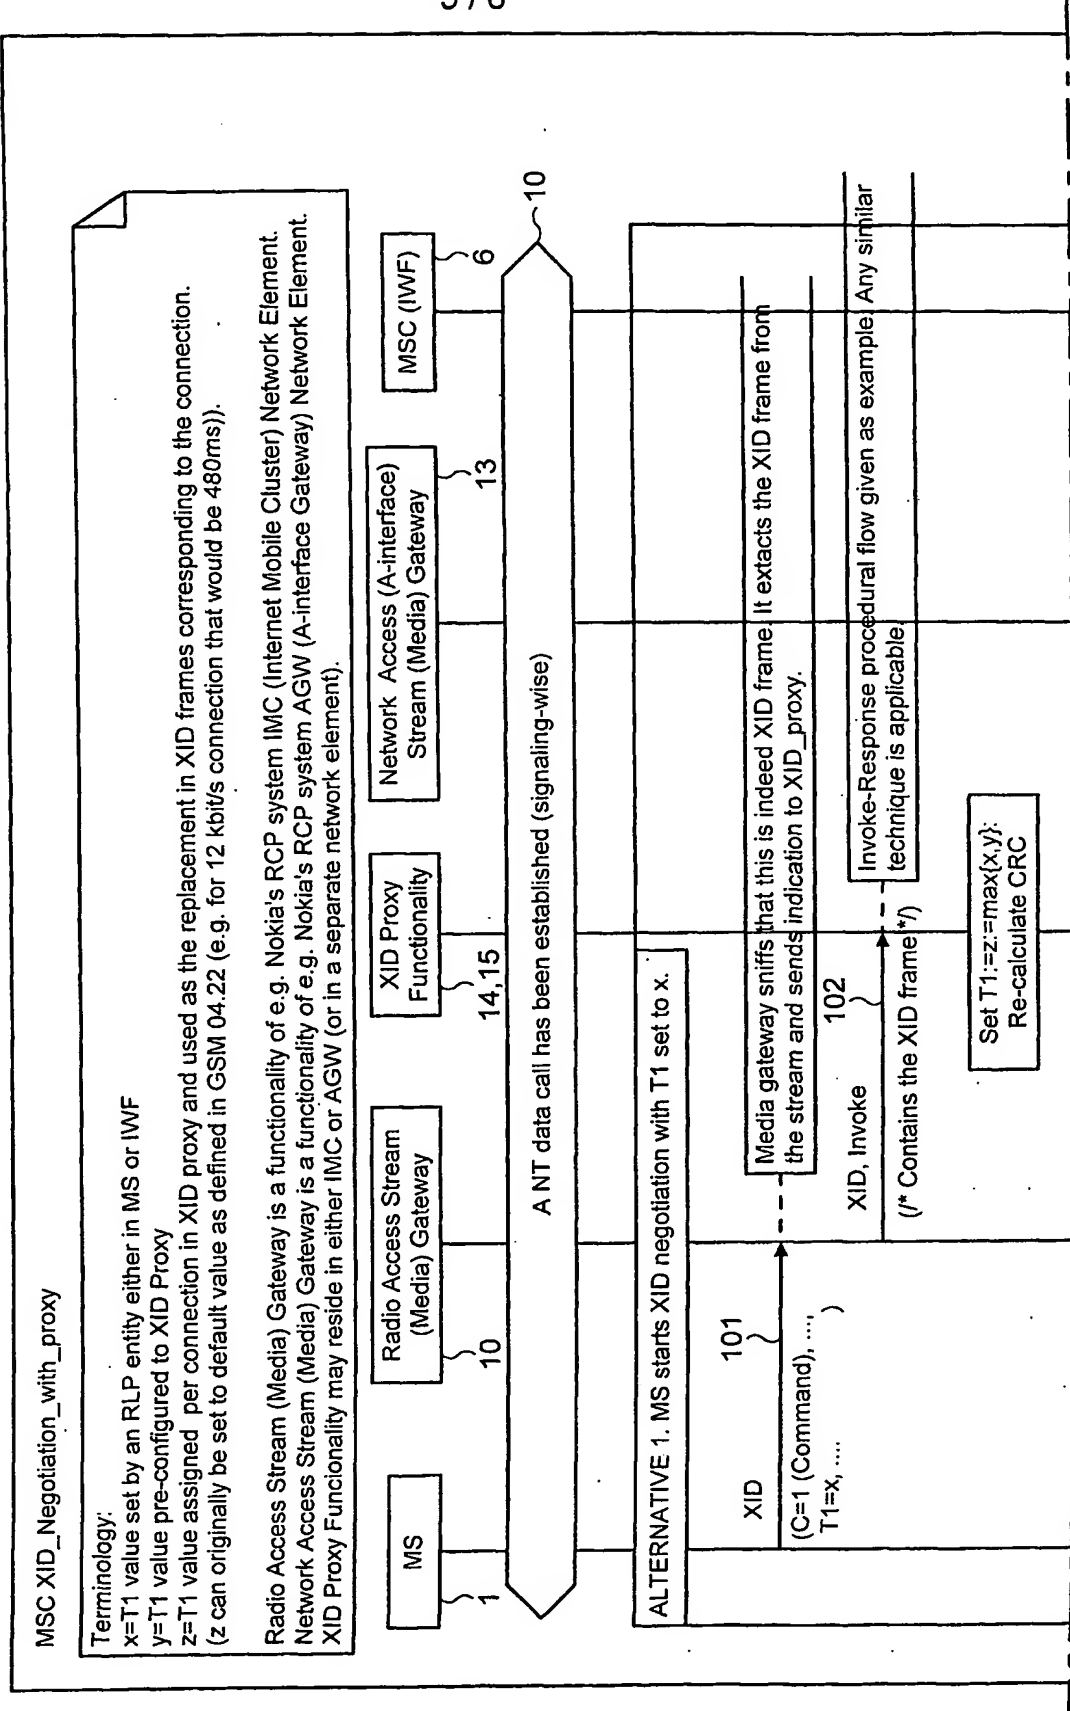 MSC XID_Negotiation_with_proxy
Terminology:
x=T1 value set by an RLP entity either in MS or IWF
y=T1 value pre-configured to XID Proxy
z=T1 value assigned per connection in XID proxy and used as the replacement in XID frames corresponding to the connection.
(z can originally be set to default value as defined in GSM 04.22 (e.g. for 12 kbit/s connection that would be 480ms)).
Radio Access Stream (Media) Gateway is a functionality of e.g. Nokia's RCP system IMC (Internet Mobile Cluster) Network Element.
Network Access Stream (Media) Gateway is a functionality of e.g. Nokia's RCP system AGW (A-interface Gateway) Network Element.
XID Proxy Funcionality may reside in either IMC or AGW (or in a separate network element).
MS
1
Radio Access Stream
(Media) Gateway
10
XID Proxy
Functionality
14,15
Network Access (A-interface)
Stream (Media) Gateway
13
MSC (IWF)
6
A NT data call has been established (signaling-wise)
10
ALTERNATIVE 1. MS starts XID negotiation with T1 set to x.
XID
101
(C=1 (Command), ...,
T1=x, .... )
Media gateway sniffs that this is indeed XID frame. It extacts the XID frame from
the stream and sends indication to XID_proxy.
XID, Invoke
102
(/* Contains the XID frame */)
Invoke-Response procedural flow given as example. Any similar
technique is applicable.
Set T1:=z:=max{x,y}:
Re-calculate CRC